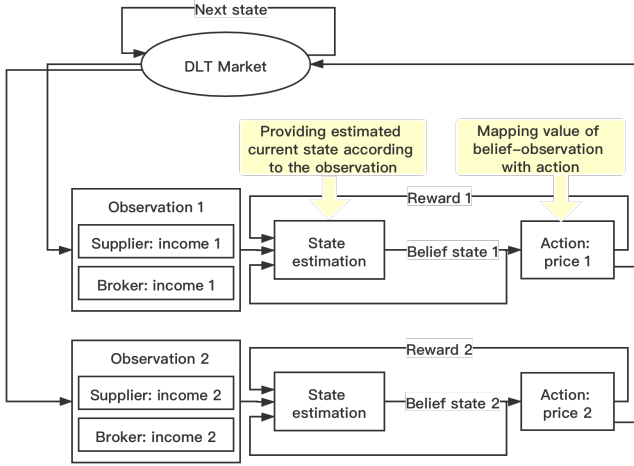 Next state
DLT Market
Providing estimated
current state according
to the observation
Mapping value of
belief-observation
with action
Reward 1
Observation 1
Supplier: income 1
Broker: income 1
State
estimation
Belief state 1
Action:
price 1
Reward 2
Observation 2
Supplier: income 2
Broker: income 2
State
estimation
Belief state 2
Action:
price 2